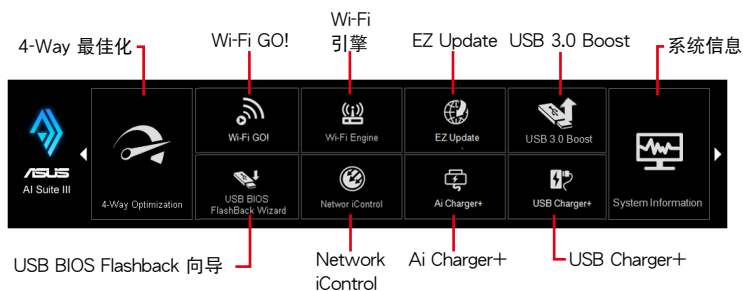 Wi-Fi
4-Way 最佳化
Wi-Fi GO!
引擎
EZ Update
USB 3.0 Boost
系统信息
ASUS
AI Suite III
4-Way Optimization
Wi-Fi GO!
Wi-Fi Engine
EZ Update
USB 3.0 Boost
System Information
USB BIOS
FlashBack Wizard
Networ iControl
Ai Charger+
USB Charger+
USB BIOS Flashback 向导
Network
iControl
Ai Charger+
USB Charger+